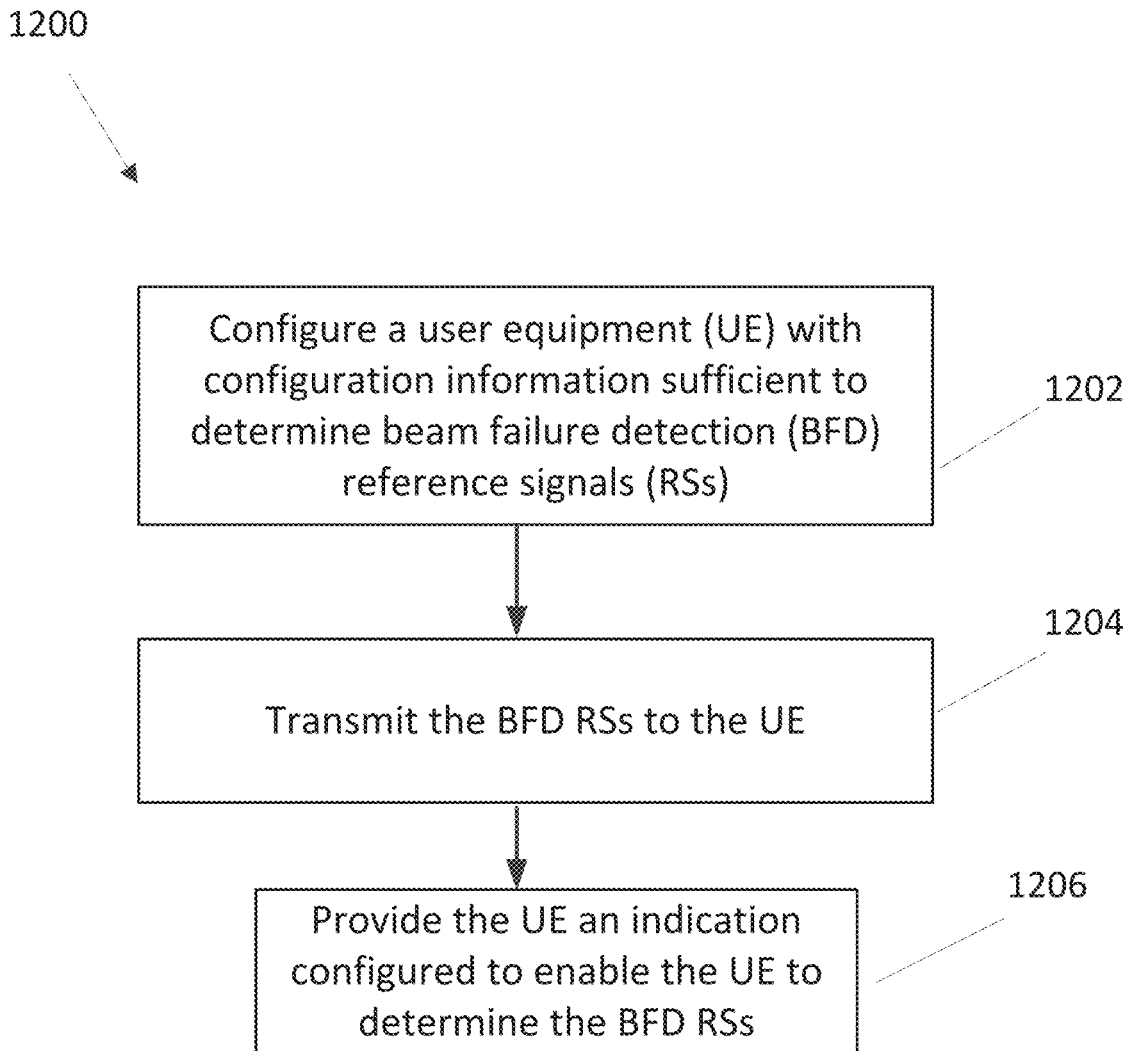 1200
Configure a user equipment (UE) with
configuration information sufficient to
determine beam failure detection (BFD)
reference signals (RSs)
1202
Transmit the BFD RSs to the UE
1204
Provide the UE an indication
configured to enable the UE to
determine the BFD RSs
1206